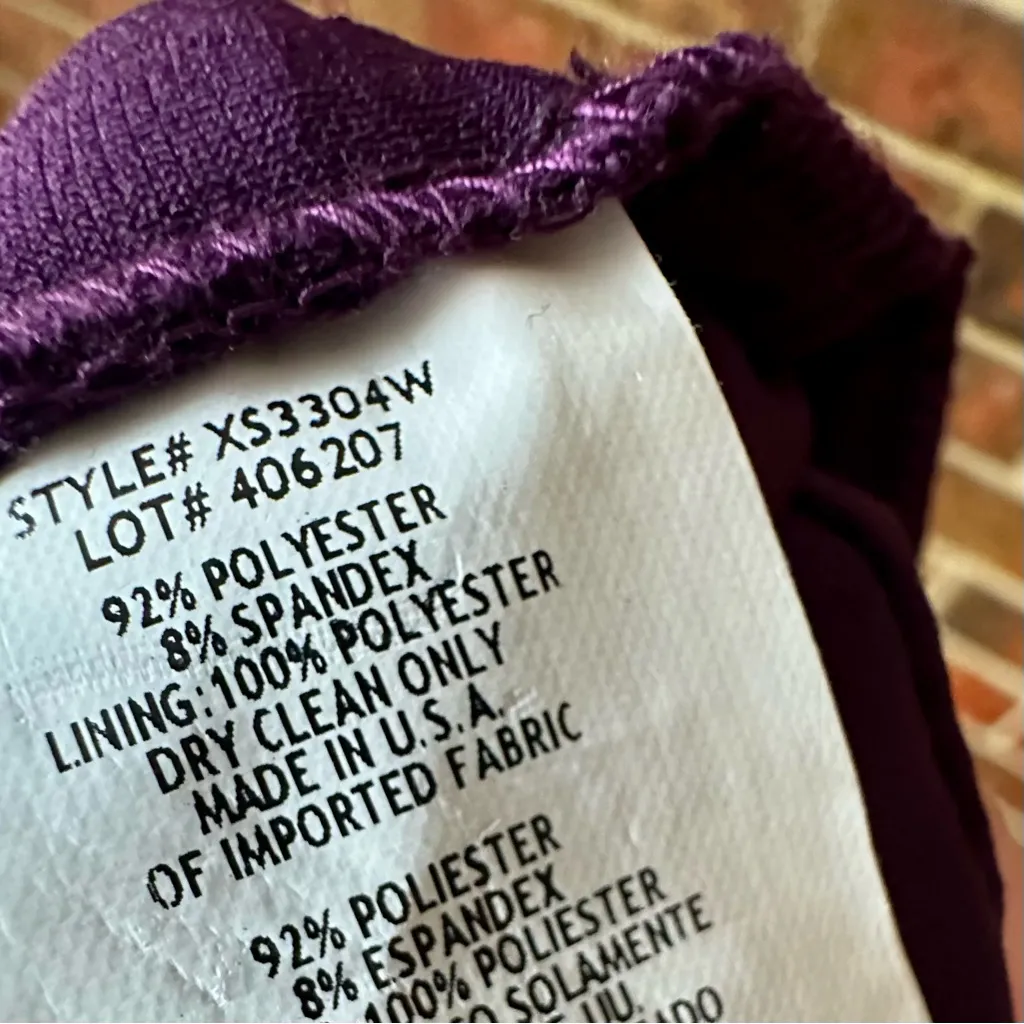 STYLE# XS3304W
LOT# 406207
92% POLYESTER
8% SPANDEX
LINING:100% POLYESTER
DRY CLEAN ONLY
MADE IN U.S.A.
OF IMPORTED FABRIC
92% POLIESTER
8% ESPANDEX
100% POLIESTER
SOLAMENTE